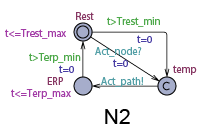 Rest
t<=Trest_max
t>Trest_min
t=0
Act_node?
t>Terp_min
t=0
t=0
temp
ERP
t<=Terp_max
Act_path!
C
N2